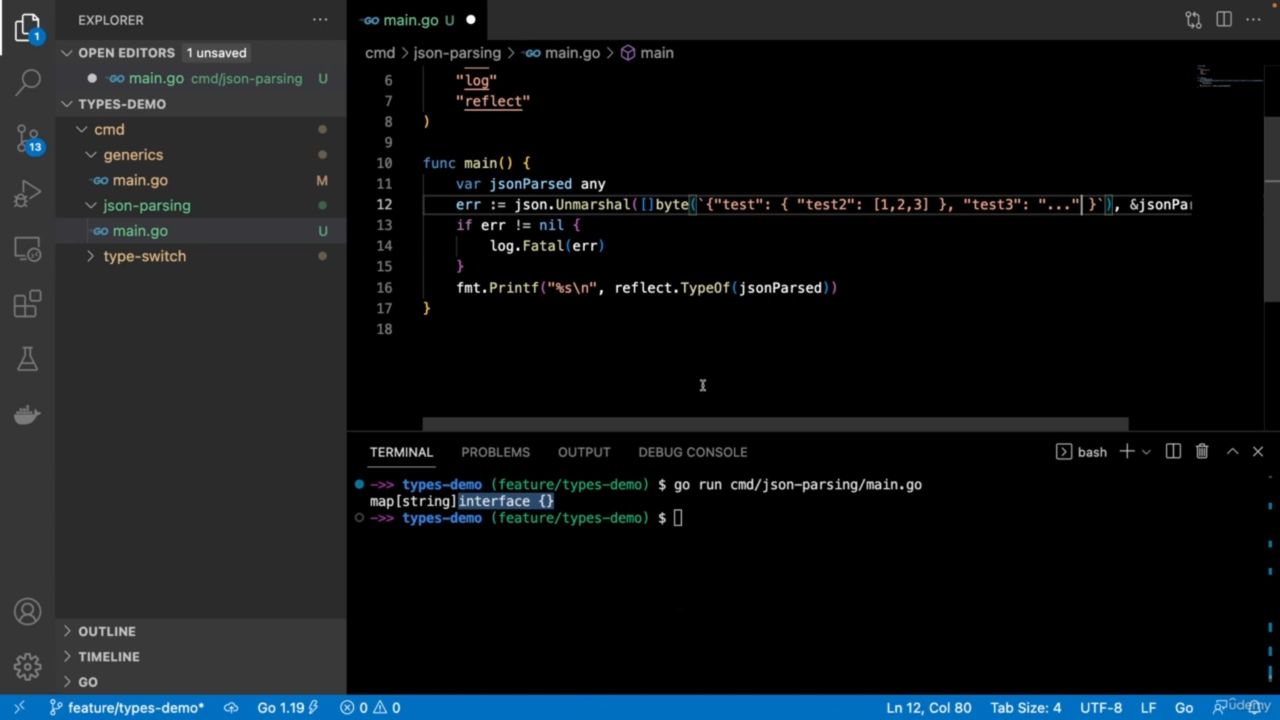 EXPLORER
main.go U
OPEN EDITORS 1 unsaved
main.go cmd/json-parsing U
TYPES-DEMO
cmd
generics
main.go M
json-parsing
main.go U
type-switch
OUTLINE
TIMELINE
GO
1
13
cmd > json-parsing > main.go > main
6 "log"
7 "reflect"
8 )
9
10 func main() {
11 var jsonParsed any
12 err := json.Unmarshal([]byte(`{"test": { "test2": [1,2,3] }, "test3": "..." }`), &jsonPar
13 if err != nil {
14 log.Fatal(err)
15 }
16 fmt.Printf("%s\n", reflect.TypeOf(jsonParsed))
17 }
18
TERMINAL PROBLEMS OUTPUT DEBUG CONSOLE bash
->> types-demo (feature/types-demo) $ go run cmd/json-parsing/main.go
map[string]interface {}
->> types-demo (feature/types-demo) $
feature/types-demo* Go 1.19 0 0 Ln 12, Col 80 Tab Size: 4 UTF-8 LF Go
ûdemy